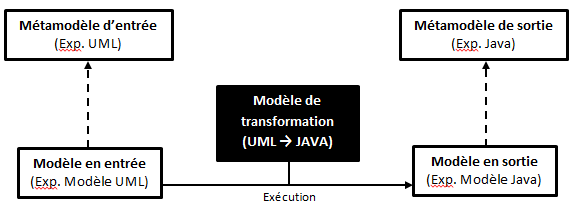 Métamodèle d'entrée
(Exp. UML)
Métamodèle de sortie
(Exp. Java)
Modèle de
transformation
(UML → JAVA)
Modèle en entrée
(Exp. Modèle UML)
Modèle en sortie
(Exp. Modèle Java)
Exécution